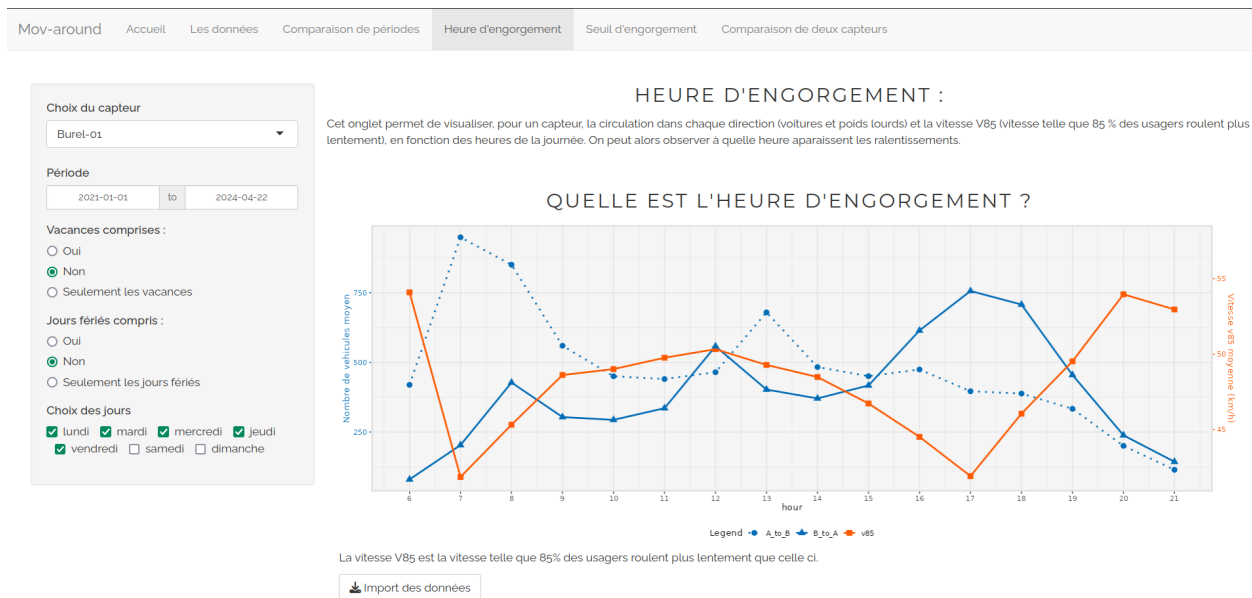 Mov-around Accueil Les données Comparaison de périodes Heure d'engorgement Seuil d'engorgement Comparaison de deux capteurs
Choix du capteur
Burel-01
Période
2021-01-01 to 2024-04-22
Vacances comprises :
Oui
Non
Seulement les vacances
Jours fériés compris :
Oui
Non
Seulement les jours fériés
Choix des jours
lundi mardi mercredi jeudi
vendredi samedi dimanche
HEURE D'ENGORGEMENT :
Cet onglet permet de visualiser, pour un capteur, la circulation dans chaque direction (voitures et poids lourds) et la vitesse V85 (vitesse telle que 85 % des usagers roulent plus
lentement), en fonction des heures de la journée. On peut alors observer à quelle heure aparaissent les ralentissements.
QUELLE EST L'HEURE D'ENGORGEMENT ?
Nombre de vehicules moyen
750
500
250
55
50
45
Vitesse v85 moyenne (km/h)
6 7 8 9 10 11 12 13 14 15 16 17 18 19 20 21
hour
Legend A_to_B B_to_A v85
La vitesse V85 est la vitesse telle que 85% des usagers roulent plus lentement que celle ci.
Import des données